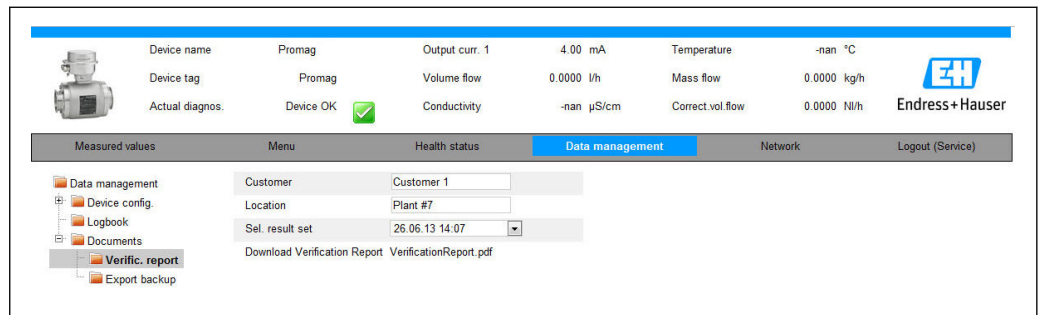 Device name Promag Output curr. 1 4.00 mA Temperature -nan °C
Device tag Promag Volume flow 0.0000 l/h Mass flow 0.0000 kg/h
Actual diagnos. Device OK Conductivity -nan µS/cm Correct.vol.flow 0.0000 Nl/h
EH
Endress+Hauser
Measured values Menu Health status Data management Network Logout (Service)
Data management
Device config.
Logbook
Documents
Verific. report
Export backup
Customer Customer 1
Location Plant #7
Sel. result set 26.06.13 14:07
Download Verification Report VerificationReport.pdf